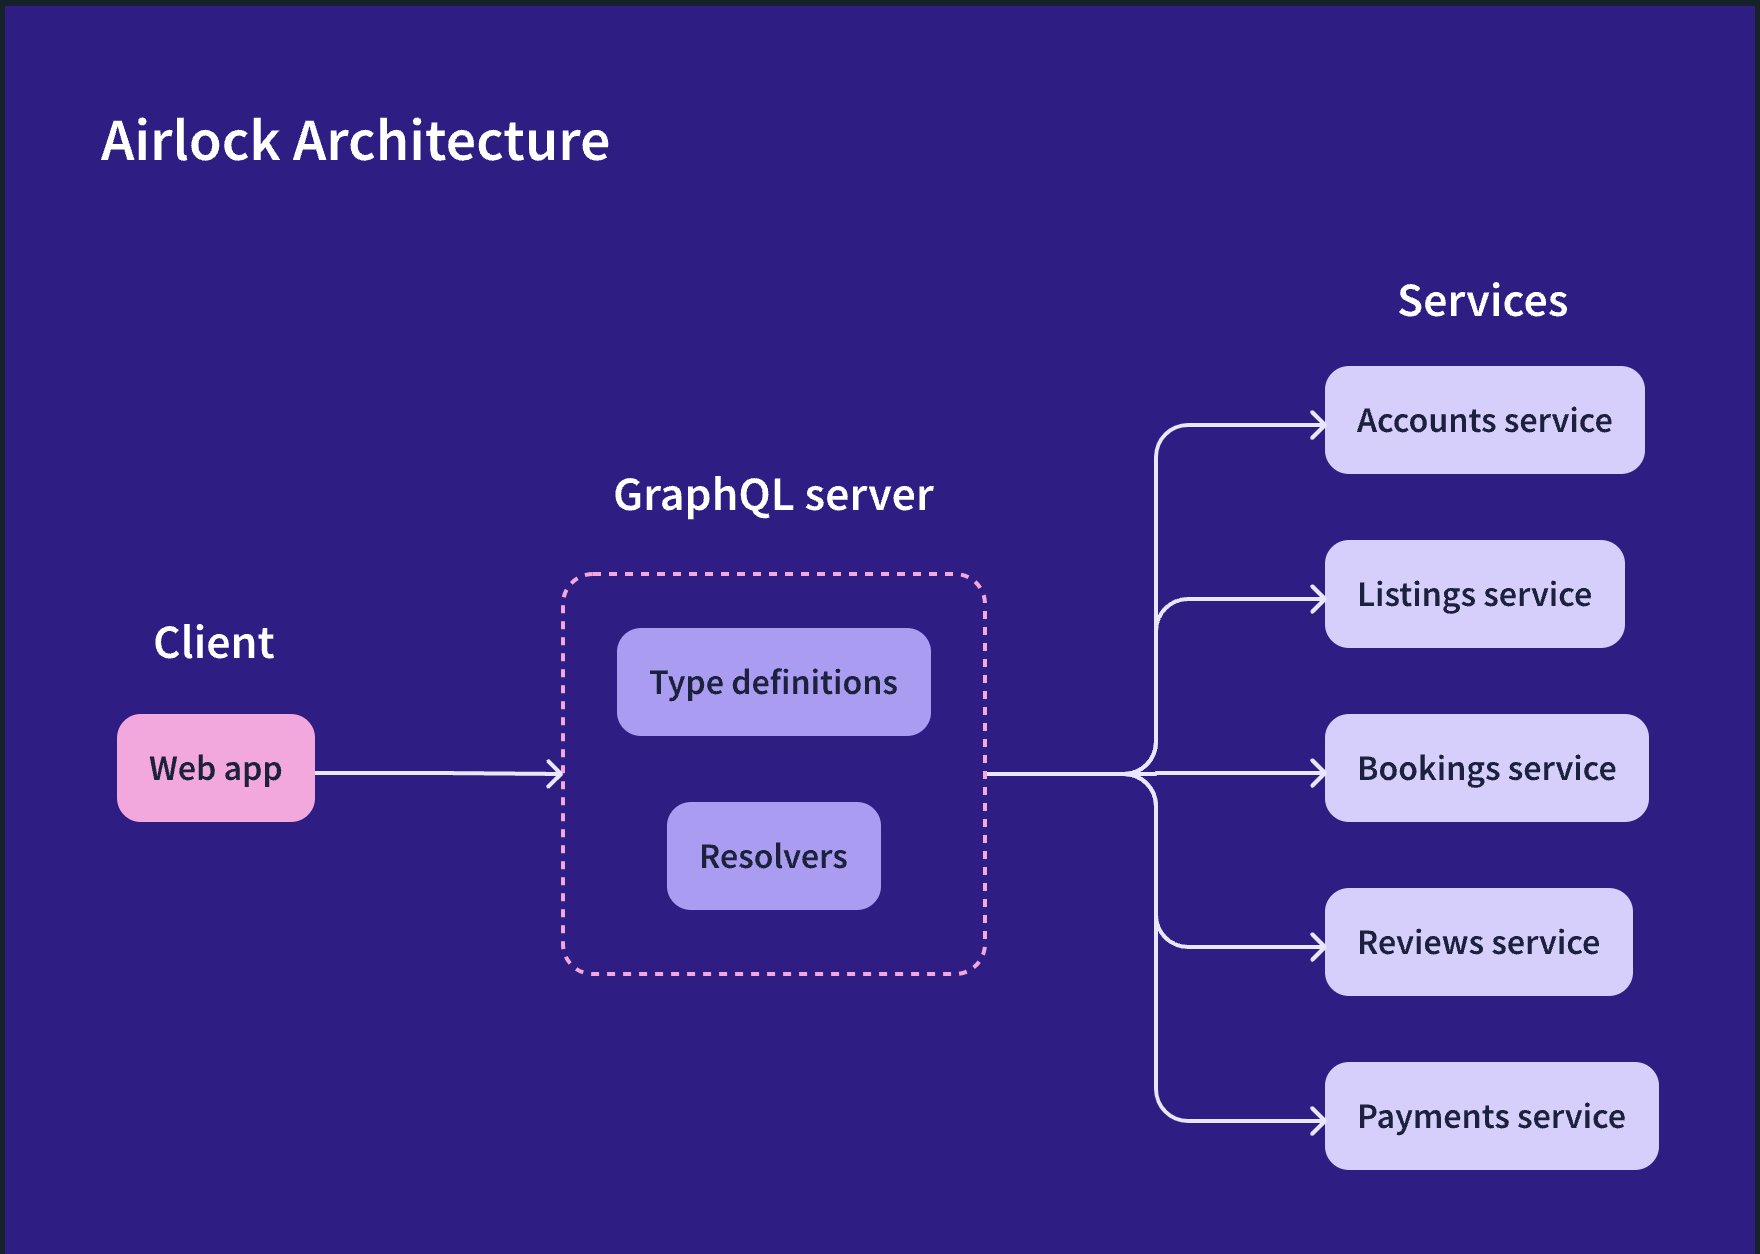 Airlock Architecture
Client
Web app
GraphQL server
Type definitions
Resolvers
Services
Accounts service
Listings service
Bookings service
Reviews service
Payments service